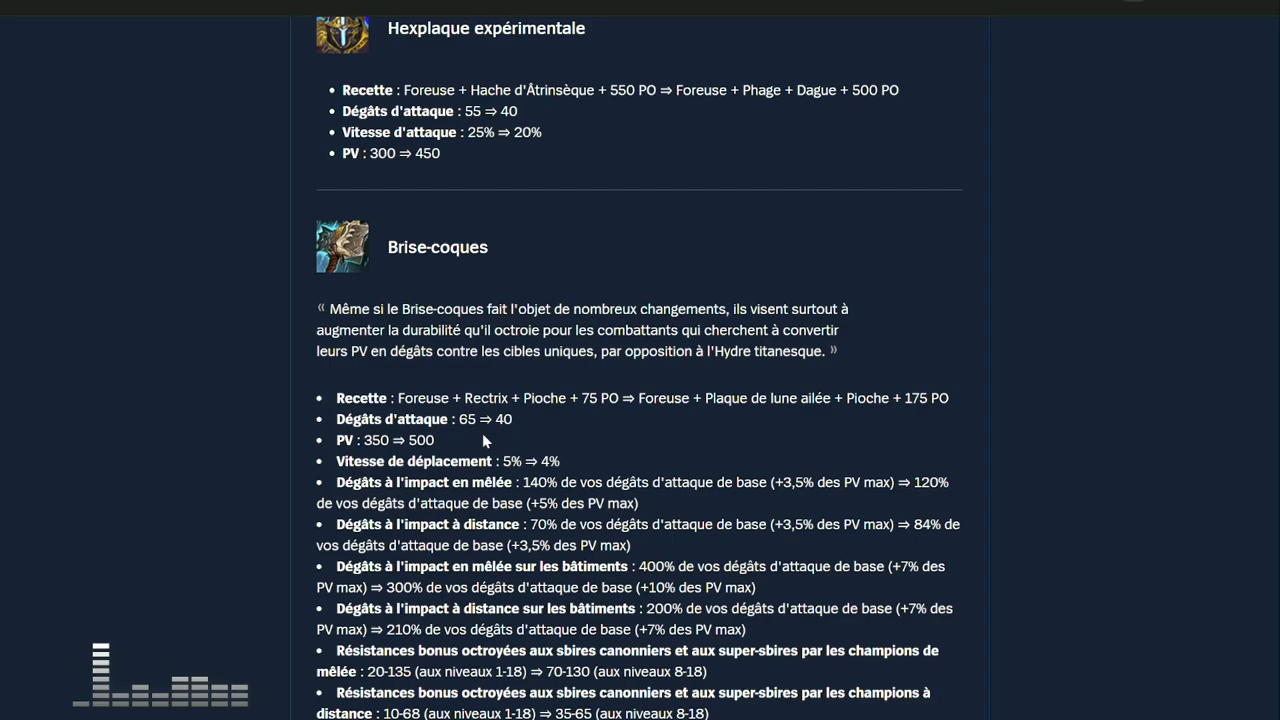 Hexplaque expérimentale
• Recette : Foreuse + Hache d'Âtrinsèque + 550 PO ⇒ Foreuse + Phage + Dague + 500 PO
• Dégâts d'attaque : 55 ⇒ 40
• Vitesse d'attaque : 25% ⇒ 20%
• PV : 300 ⇒ 450
Brise-coques
« Même si le Brise-coques fait l'objet de nombreux changements, ils visent surtout à
augmenter la durabilité qu'il octroie pour les combattants qui cherchent à convertir
leurs PV en dégâts contre les cibles uniques, par opposition à l'Hydre titanesque. »
• Recette : Foreuse + Rectrix + Pioche + 75 PO ⇒ Foreuse + Plaque de lune ailée + Pioche + 175 PO
• Dégâts d'attaque : 65 ⇒ 40
• PV : 350 ⇒ 500
• Vitesse de déplacement : 5% ⇒ 4%
• Dégâts à l'impact en mêlée : 140% de vos dégâts d'attaque de base (+3,5% des PV max) ⇒ 120%
de vos dégâts d'attaque de base (+5% des PV max)
• Dégâts à l'impact à distance : 70% de vos dégâts d'attaque de base (+3,5% des PV max) ⇒ 84% de
vos dégâts d'attaque de base (+3,5% des PV max)
• Dégâts à l'impact en mêlée sur les bâtiments : 400% de vos dégâts d'attaque de base (+7% des
PV max) ⇒ 300% de vos dégâts d'attaque de base (+10% des PV max)
• Dégâts à l'impact à distance sur les bâtiments : 200% de vos dégâts d'attaque de base (+7% des
PV max) ⇒ 210% de vos dégâts d'attaque de base (+7% des PV max)
• Résistances bonus octroyées aux sbires canonniers et aux super-sbires par les champions de
mêlée : 20-135 (aux niveaux 1-18) ⇒ 70-130 (aux niveaux 8-18)
• Résistances bonus octroyées aux sbires canonniers et aux super-sbires par les champions à
distance : 10-68 (aux niveaux 1-18) ⇒ 35-65 (aux niveaux 8-18)